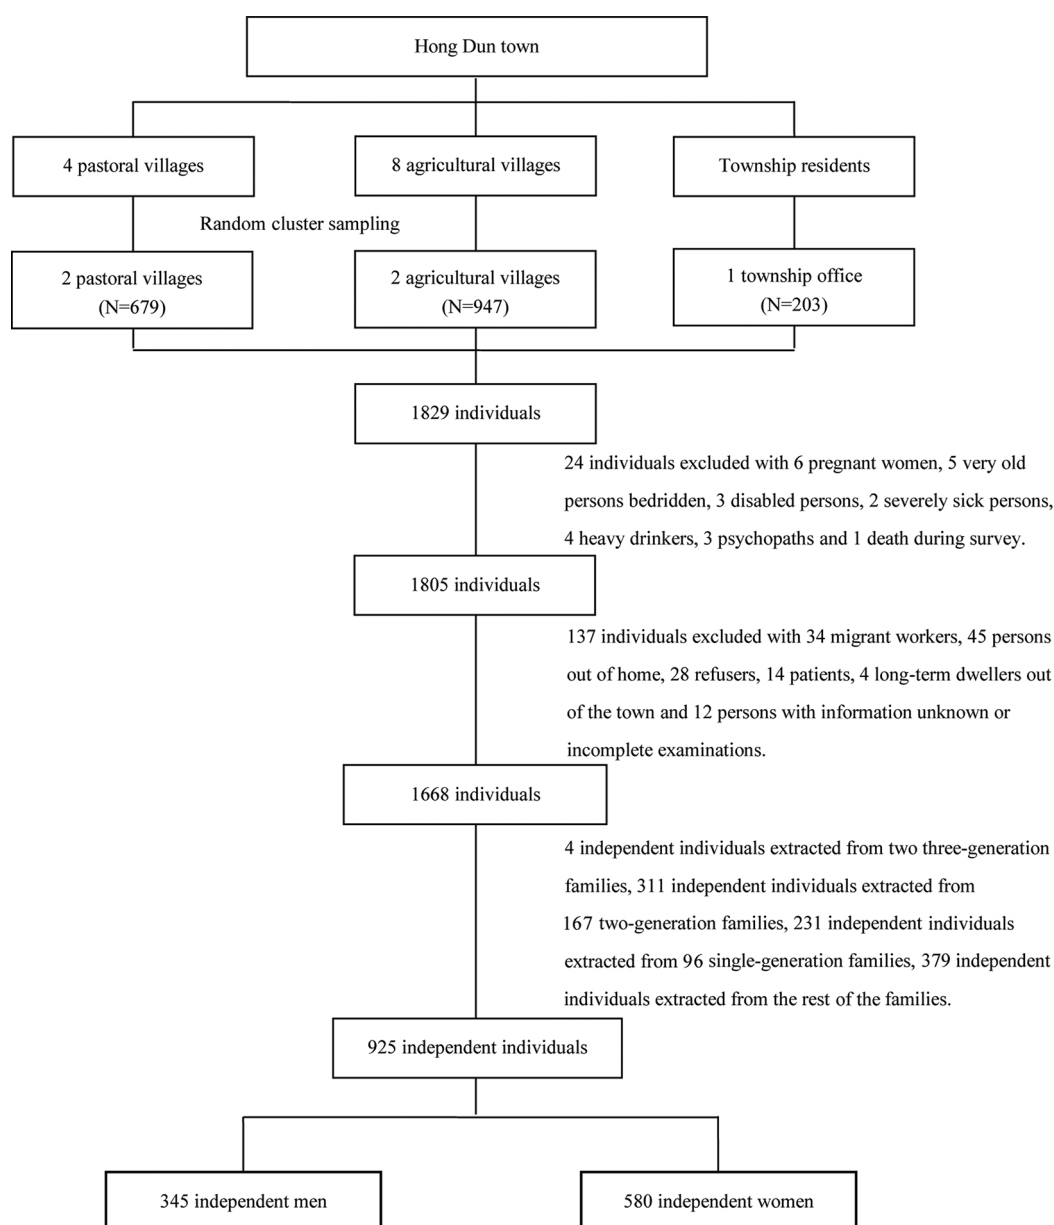 Hong Dun town
4 pastoral villages
8 agricultural villages
Township residents
Random cluster sampling
2 pastoral villages
(N=679)
2 agricultural villages
(N=947)
1 township office
(N=203)
1829 individuals
24 individuals excluded with 6 pregnant women, 5 very old
persons bedridden, 3 disabled persons, 2 severely sick persons,
4 heavy drinkers, 3 psychopaths and 1 death during survey.
1805 individuals
137 individuals excluded with 34 migrant workers, 45 persons
out of home, 28 refusers, 14 patients, 4 long-term dwellers out
of the town and 12 persons with information unknown or
incomplete examinations.
1668 individuals
4 independent individuals extracted from two three-generation
families, 311 independent individuals extracted from
167 two-generation families, 231 independent individuals
extracted from 96 single-generation families, 379 independent
individuals extracted from the rest of the families.
925 independent individuals
345 independent men
580 independent women